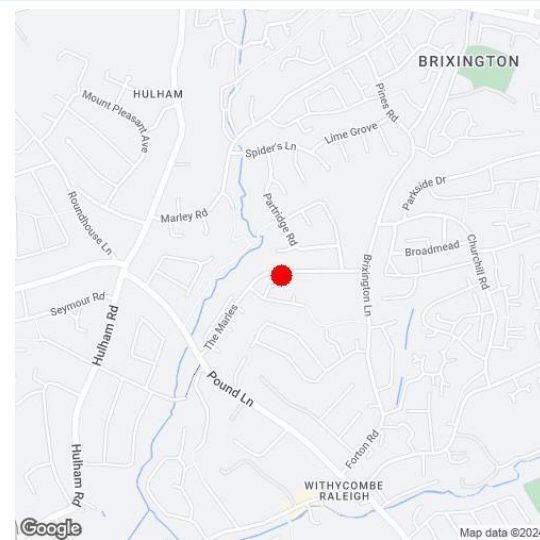 BRIXINGTON
HULHAM
Mount Pleasant Ave
Pines Rd
Lime Grove
Spider's Ln
Parkside Dr
Roundhouse Ln
Marley Rd
Partridge Rd
Broadmead
Churchill Rd
Brixington Ln
Seymour Rd
Hulham Rd
The Marles
Pound Ln
Forton Rd
Hulham Rd
WITHYCOMBE
RALEIGH
Google
Map data ©2024